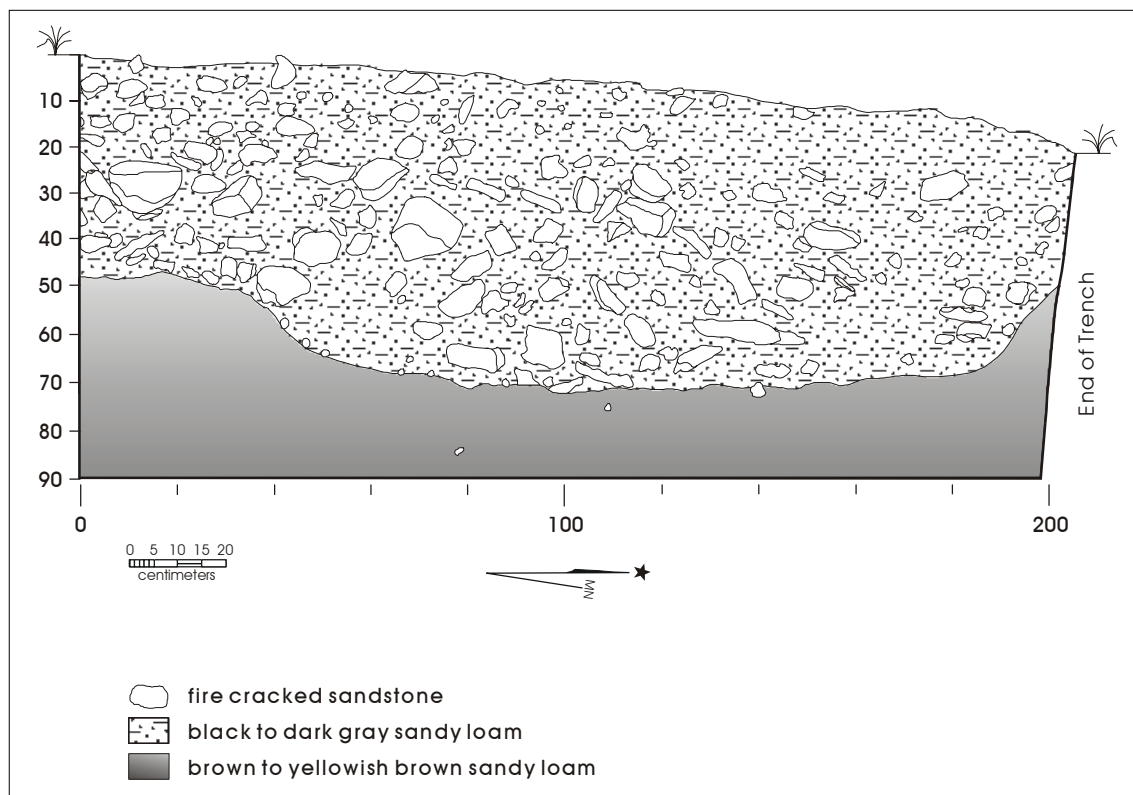 10
20
30
40
50
60
70
80
90
End of Trench
0 100 200
0 5 10 15 20
centimeters
MN
fire cracked sandstone
black to dark gray sandy loam
brown to yellowish brown sandy loam